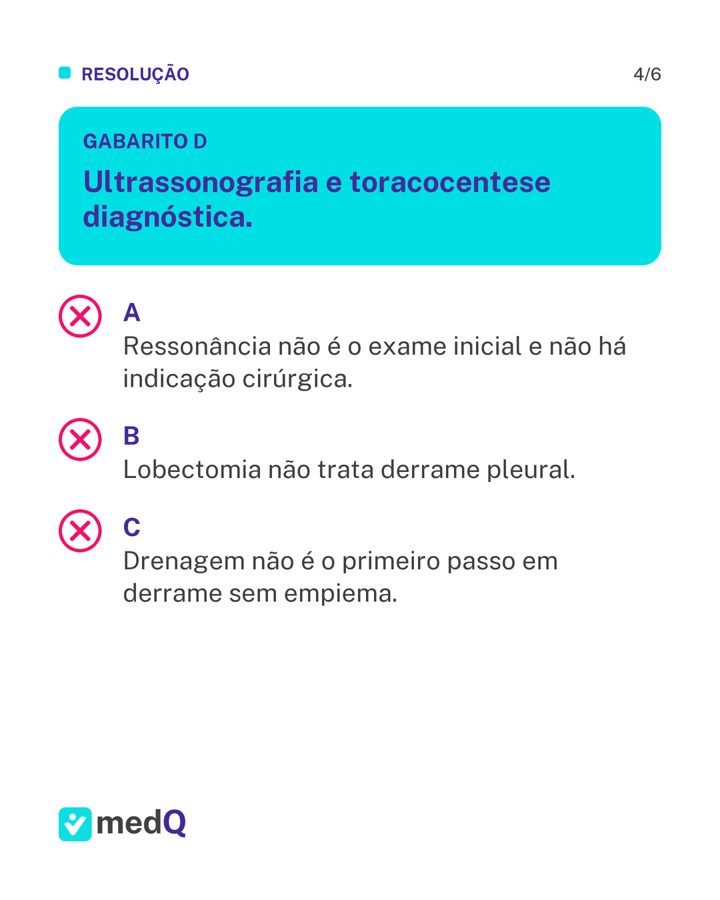 RESOLUÇÃO
4/6
GABARITO D
Ultrassonografia e toracocentese
diagnóstica.
A
Ressonância não é o exame inicial e não há
indicação cirúrgica.
B
Lobectomia não trata derrame pleural.
C
Drenagem não é o primeiro passo em
derrame sem empiema.
medQ